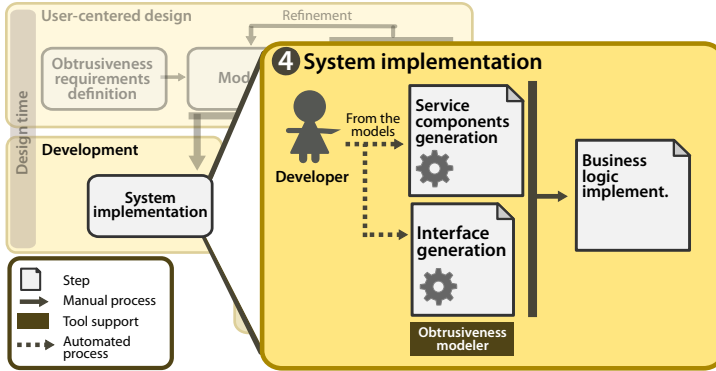 User-centered design
Refinement
Obtrusiveness
requirements
definition
Mod
Design time
Development
System
implementation
4 System implementation
Developer
From the
models
Service
components
generation
Interface
generation
Obtrusiveness
modeler
Business
logic
implement.
Step
Manual process
Tool support
Automated
process